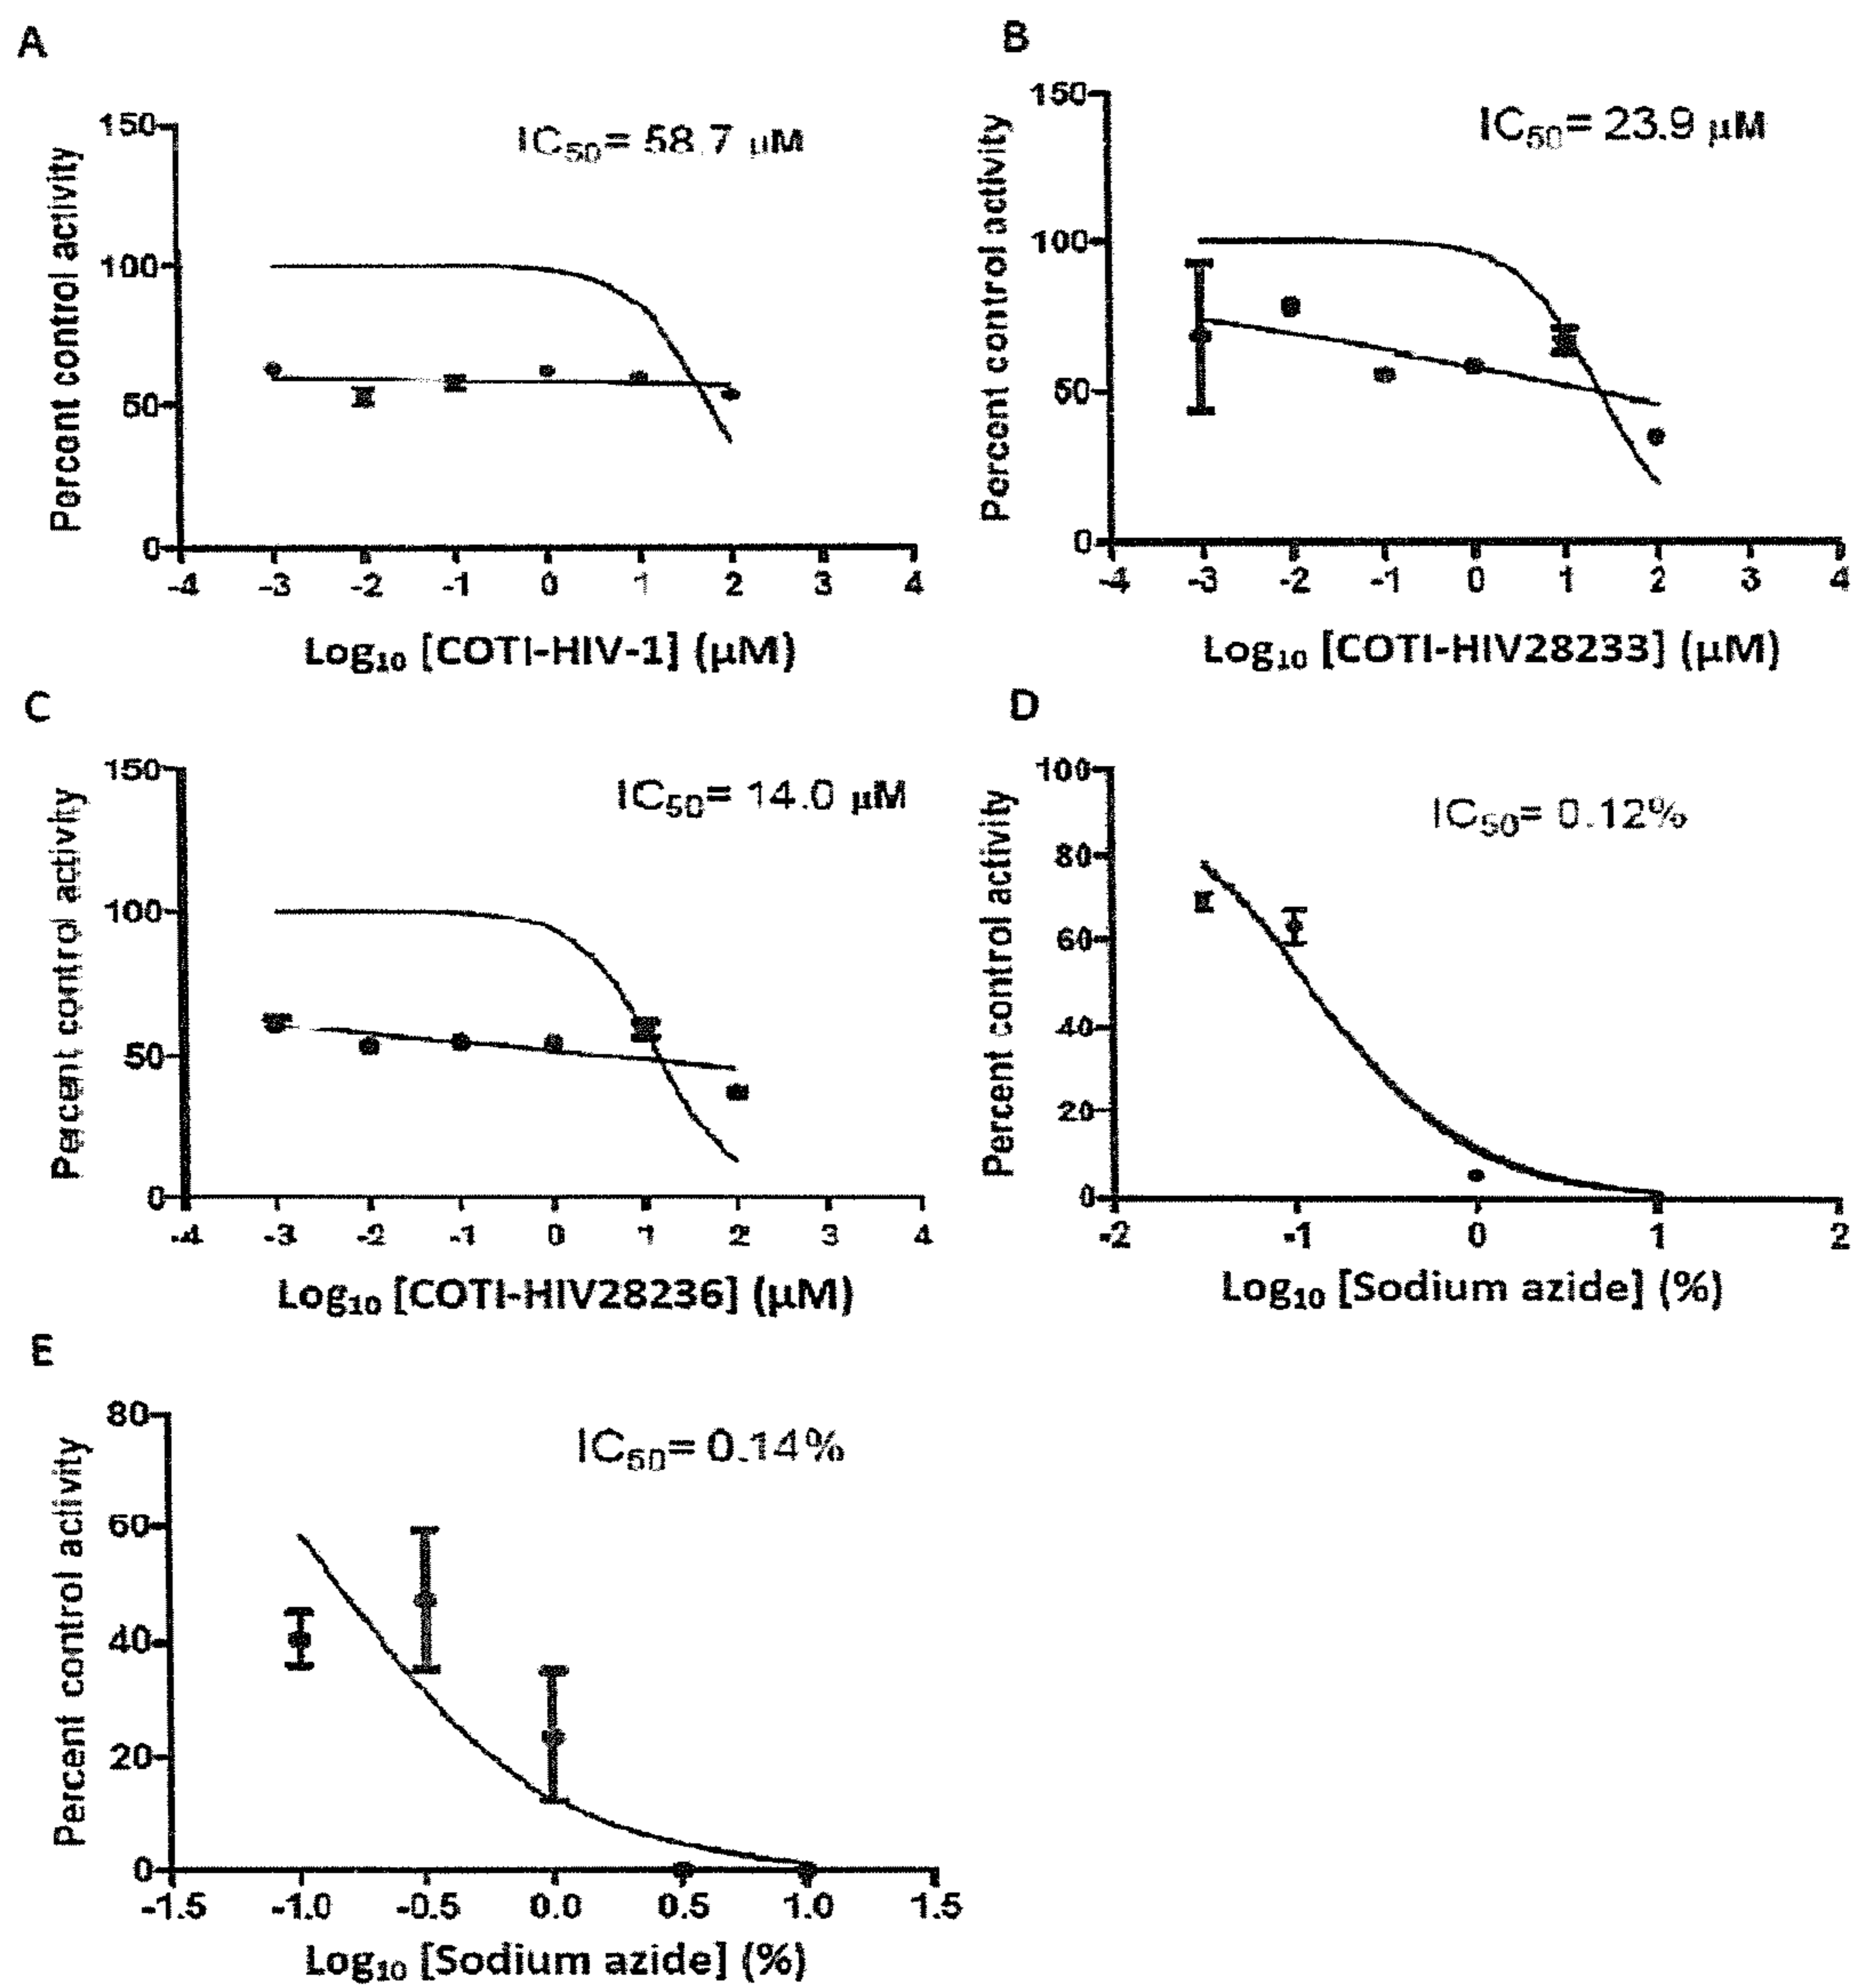 A
IC50= 58.7 μM
Percent control activity
150
100
50
0
-4 -3 -2 -1 0 1 2 3 4
Log10 [COTI-HIV-1] (μM)
B
IC50= 23.9 μM
Percent control activity
150
100
50
0
-4 -3 -2 -1 0 1 2 3 4
Log10 [COTI-HIV28233] (μM)
C
IC50= 14.0 μM
Percent control activity
150
100
50
0
-4 -3 -2 -1 0 1 2 3 4
Log10 [COTI-HIV28236] (μM)
D
IC50= 0.12%
Percent control activity
100
80
60
40
20
0
-2 -1 0 1 2
Log10 [Sodium azide] (%)
E
IC50= 0.14%
Percent control activity
80
60
40
20
0
-1.5 -1.0 -0.5 0.0 0.5 1.0 1.5
Log10 [Sodium azide] (%)